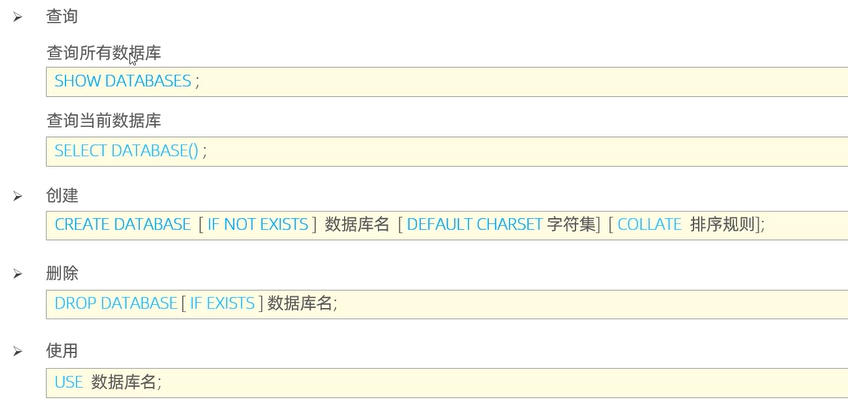 查询
查询所有数据库
SHOW DATABASES ;
查询当前数据库
SELECT DATABASE() ;
创建
CREATE DATABASE [ IF NOT EXISTS ] 数据库名 [ DEFAULT CHARSET 字符集] [ COLLATE 排序规则];
删除
DROP DATABASE [ IF EXISTS ] 数据库名;
使用
USE 数据库名;